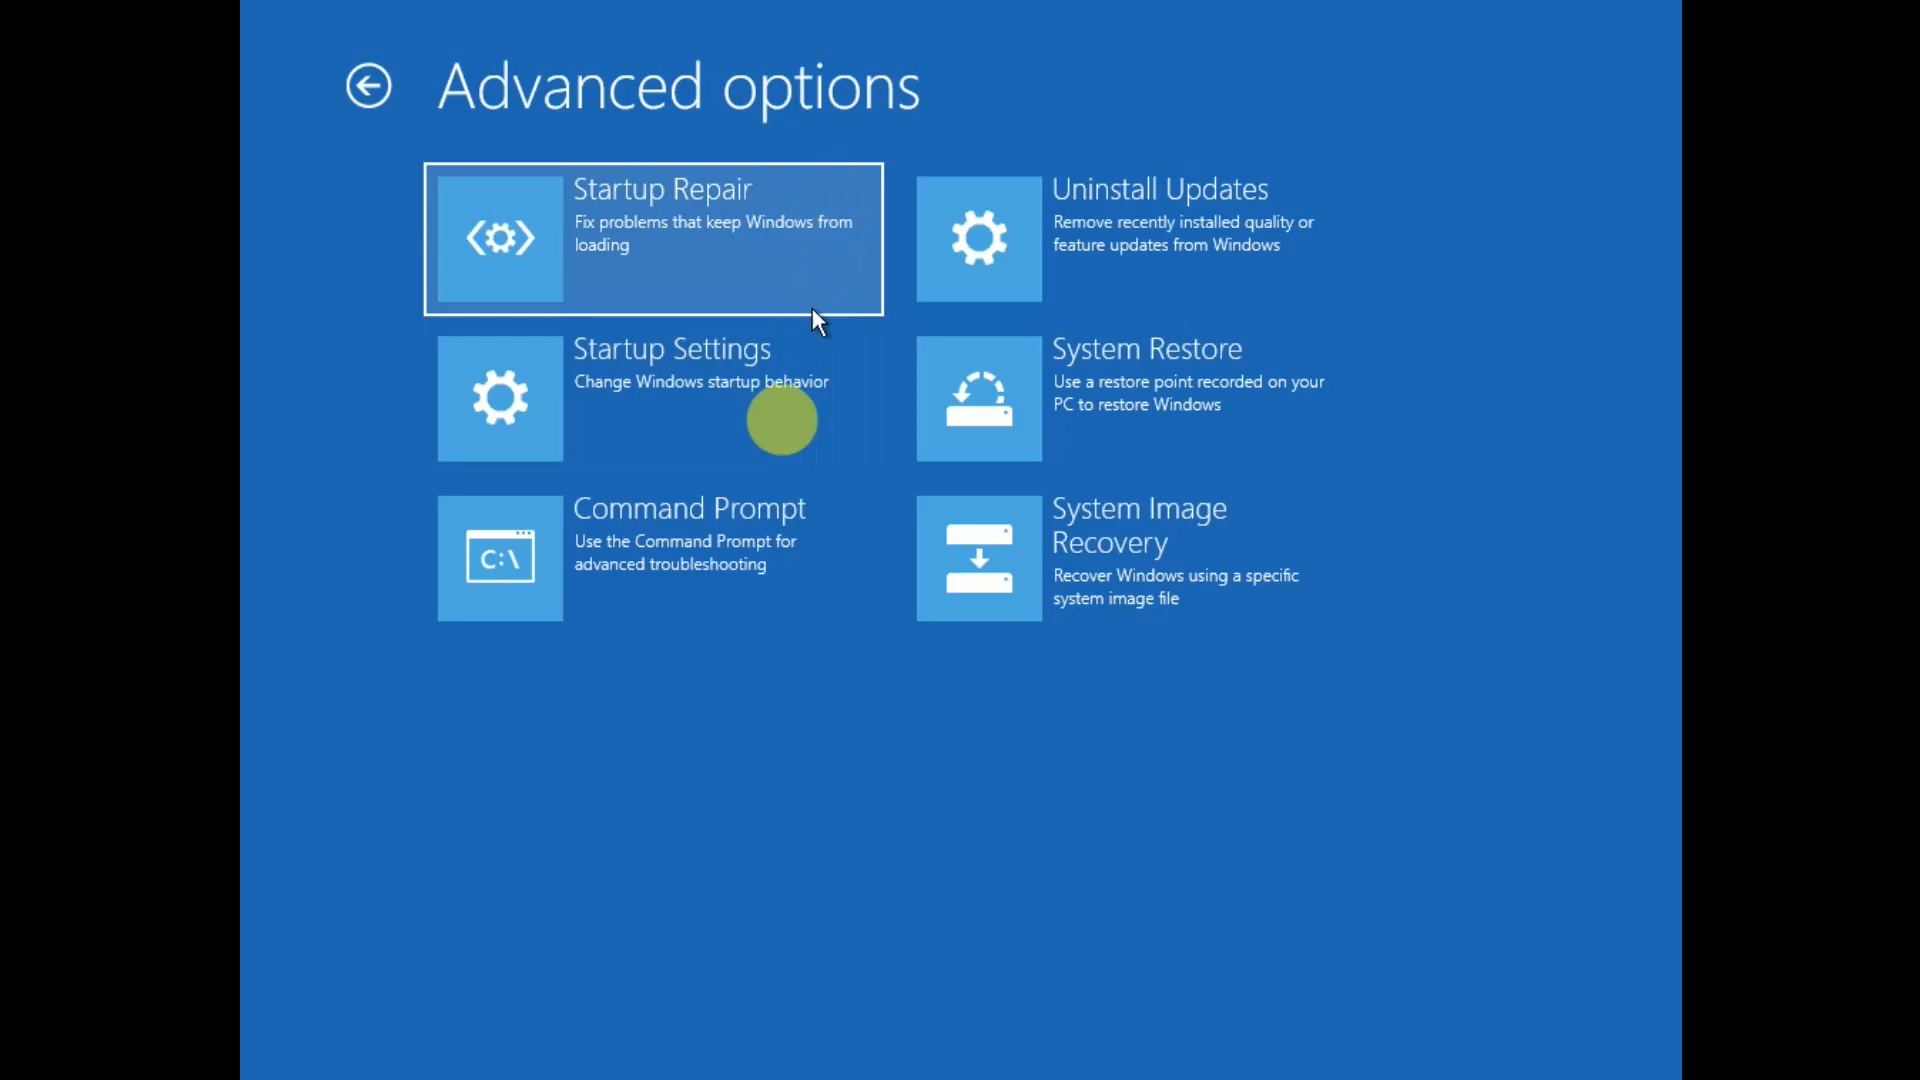 Advanced options
Startup Repair
Fix problems that keep Windows from
loading
Uninstall Updates
Remove recently installed quality or
feature updates from Windows
Startup Settings
Change Windows startup behavior
System Restore
Use a restore point recorded on your
PC to restore Windows
Command Prompt
Use the Command Prompt for
advanced troubleshooting
C:\
System Image
Recovery
Recover Windows using a specific
system image file